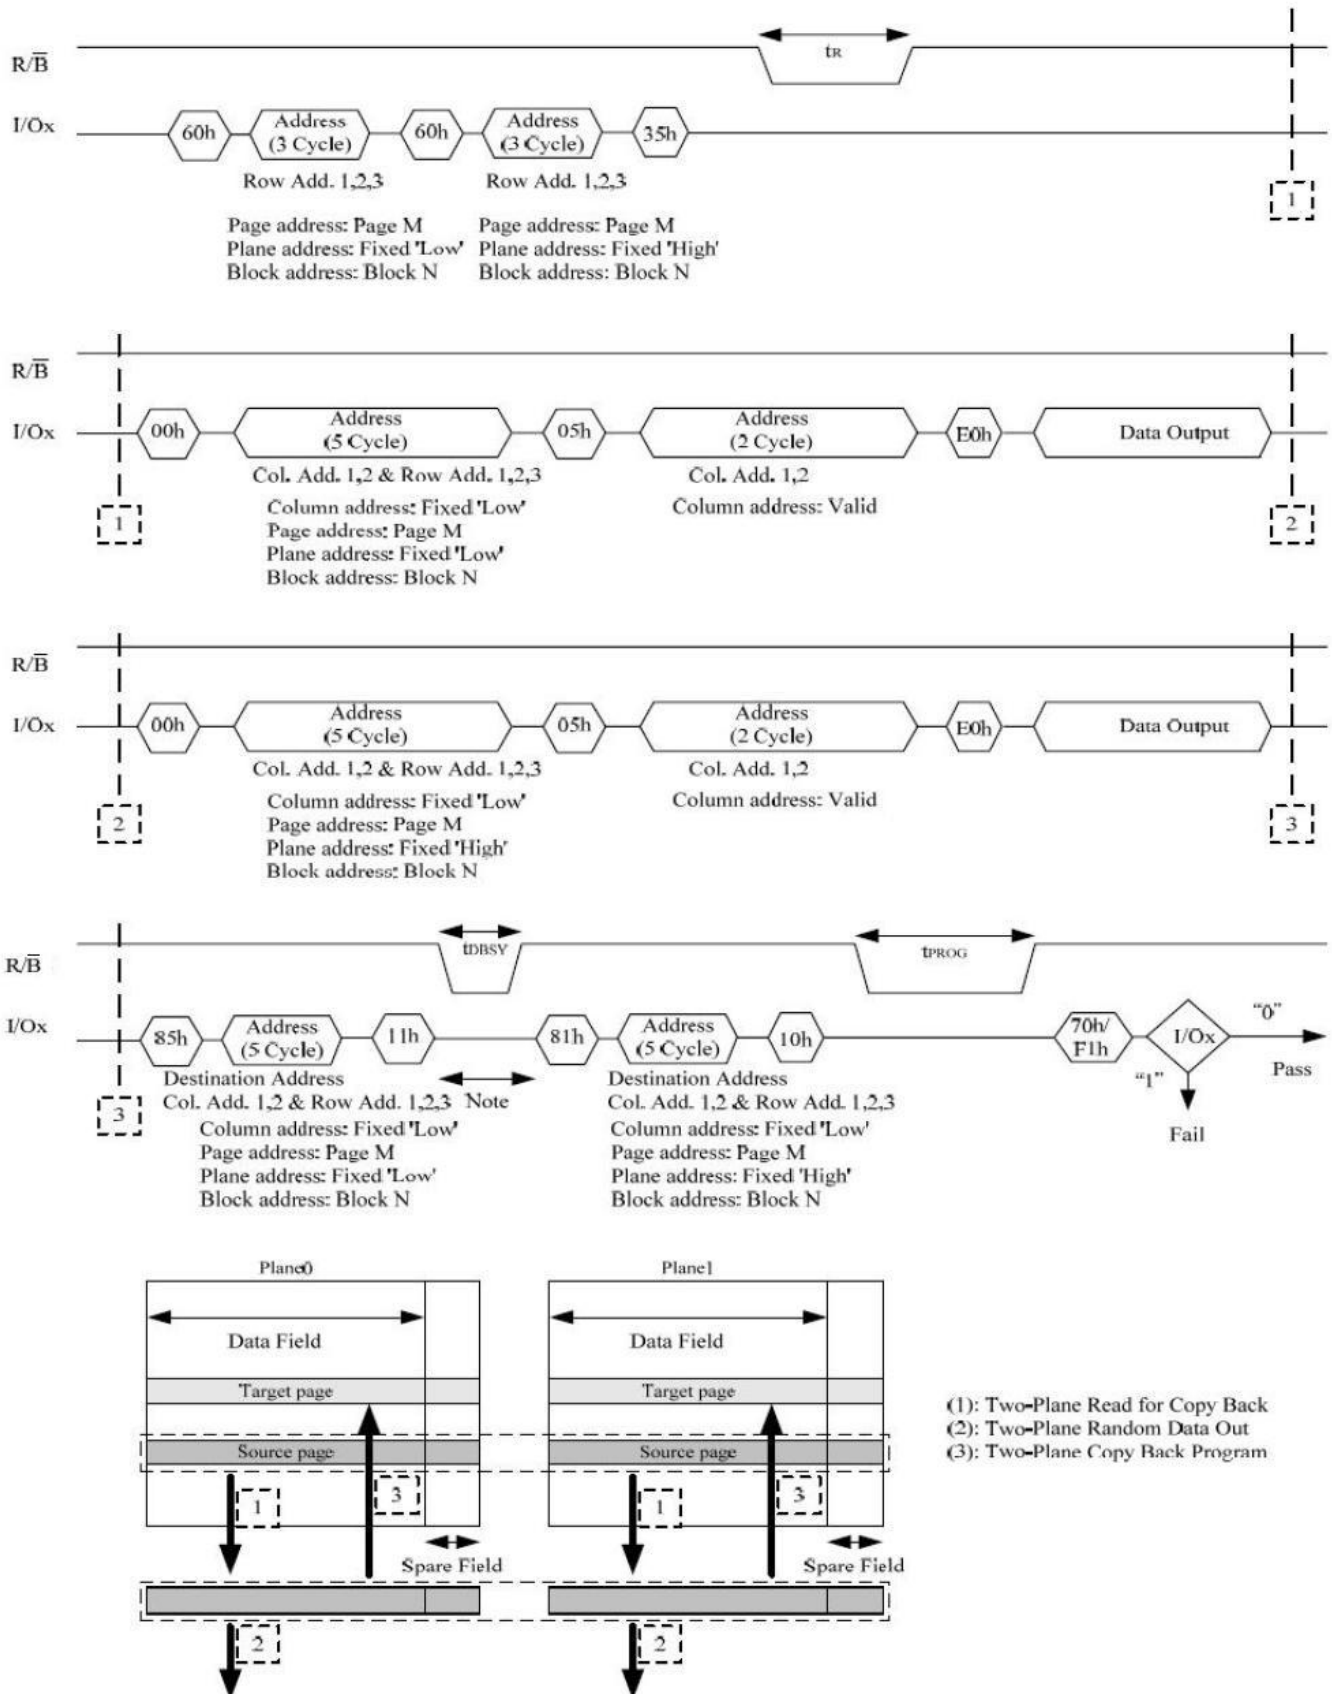 tR
R/B̅
I/Ox
60h
Address
(3 Cycle)
60h
Address
(3 Cycle)
35h
Row Add. 1,2,3
Row Add. 1,2,3
1
Page address: Page M
Plane address: Fixed 'Low'
Block address: Block N
Page address: Page M
Plane address: Fixed 'High'
Block address: Block N
R/B̅
I/Ox
00h
Address
(5 Cycle)
05h
Address
(2 Cycle)
E0h
Data Output
Col. Add. 1,2 & Row Add. 1,2,3
Col. Add. 1,2
Column address: Fixed 'Low'
Page address: Page M
Plane address: Fixed 'Low'
Block address: Block N
Column address: Valid
1
2
R/B̅
I/Ox
00h
Address
(5 Cycle)
05h
Address
(2 Cycle)
E0h
Data Output
Col. Add. 1,2 & Row Add. 1,2,3
Col. Add. 1,2
Column address: Fixed 'Low'
Page address: Page M
Plane address: Fixed 'High'
Block address: Block N
Column address: Valid
2
3
R/B̅
tDBSY
tPROG
I/Ox
85h
Address
(5 Cycle)
11h
81h
Address
(5 Cycle)
10h
70h/
F1h
I/Ox
"0"
Pass
"1"
Fail
3
Destination Address
Col. Add. 1,2 & Row Add. 1,2,3
Note
Column address: Fixed 'Low'
Page address: Page M
Plane address: Fixed 'Low'
Block address: Block N
Destination Address
Col. Add. 1,2 & Row Add. 1,2,3
Column address: Fixed 'Low'
Page address: Page M
Plane address: Fixed 'High'
Block address: Block N
Plane0
Plane1
Data Field
Data Field
Target page
Target page
Source page
Source page
1
3
1
3
Spare Field
Spare Field
2
2
(1): Two-Plane Read for Copy Back
(2): Two-Plane Random Data Out
(3): Two-Plane Copy Back Program